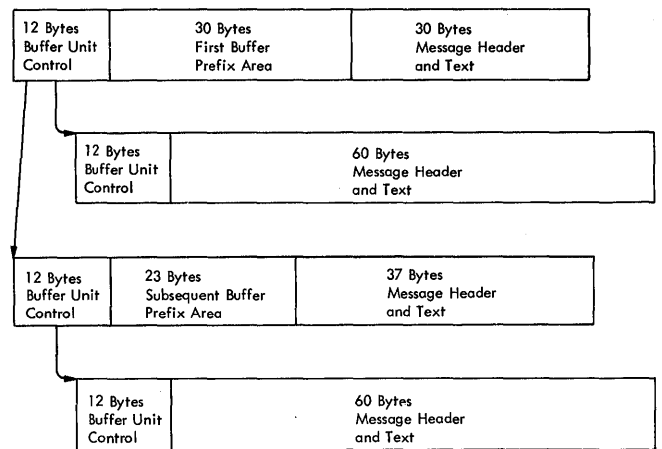 12 Bytes
Buffer Unit
Control
30 Bytes
First Buffer
Prefix Area
30 Bytes
Message Header
and Text
12 Bytes
Buffer Unit
Control
60 Bytes
Message Header
and Text
12 Bytes
Buffer Unit
Control
23 Bytes
Subsequent Buffer
Prefix Area
37 Bytes
Message Header
and Text
12 Bytes
Buffer Unit
Control
60 Bytes
Message Header
and Text